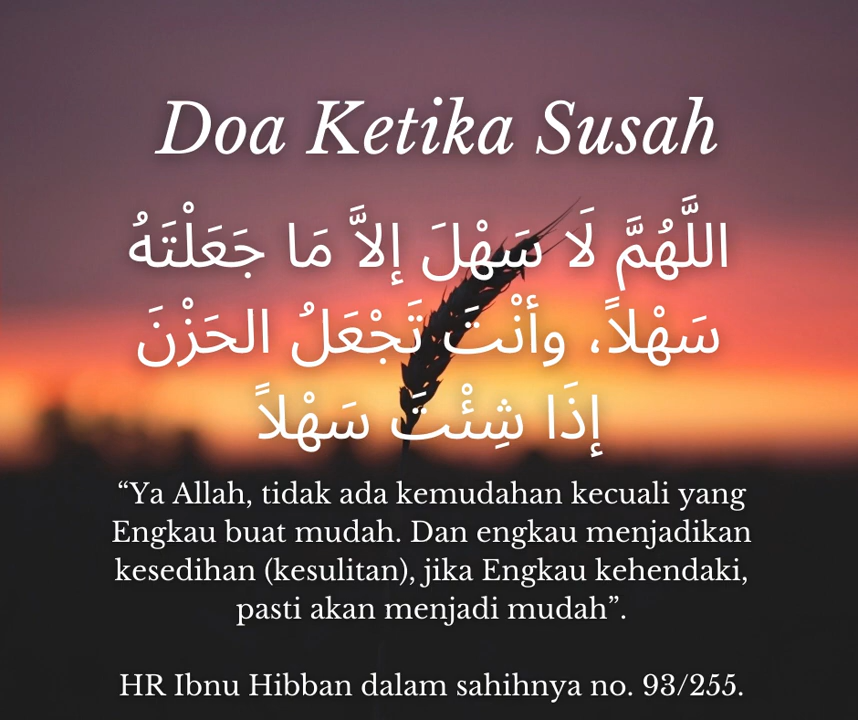 Doa Ketika Susah
اللَّهُمَّ لَا سَهْلَ إلاَّ مَا جَعَلْتَهُ
سَهْلاً، وأنْتَ تَجْعَلُ الحَزْنَ
إِذَا شِئْتَ سَهْلاً
“Ya Allah, tidak ada kemudahan kecuali yang
Engkau buat mudah. Dan engkau menjadikan
kesedihan (kesulitan), jika Engkau kehendaki,
pasti akan menjadi mudah”.
HR Ibnu Hibban dalam sahihnya no. 93/255.